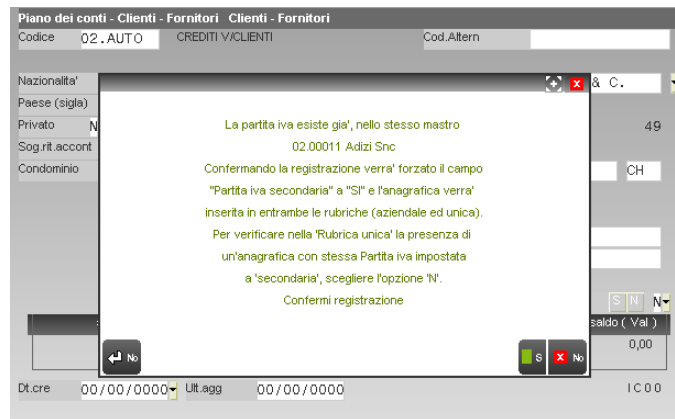 Piano dei conti - Clienti - Fornitori Clienti - Fornitori
Codice 02.AUTO CREDITI V/CLIENTI Cod.Altern
Nazionalita' & C.
Paese (sigla)
Privato N 49
Sog.rit.accont
Condominio CH
La partita iva esiste gia', nello stesso mastro
02.00011 Adizi Snc
Confermando la registrazione verra' forzato il campo
"Partita iva secondaria" a "SI" e l'anagrafica verra'
inserita in entrambe le rubriche (aziendale ed unica).
Per verificare nella 'Rubrica unica' la presenza di
un'anagrafica con stessa Partita iva impostata
a 'secondaria', scegliere l'opzione 'N'.
Confermi registrazione
S N N
saldo ( Val )
0,00
No S No
Dt.cre 00/00/0000 Ult.agg 00/00/0000 IC00